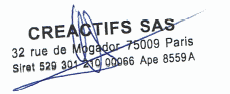 CREACTIFS SAS
32 rue de Mogador 75009 Paris
Siret 529 301 210 00066 Ape 8559A